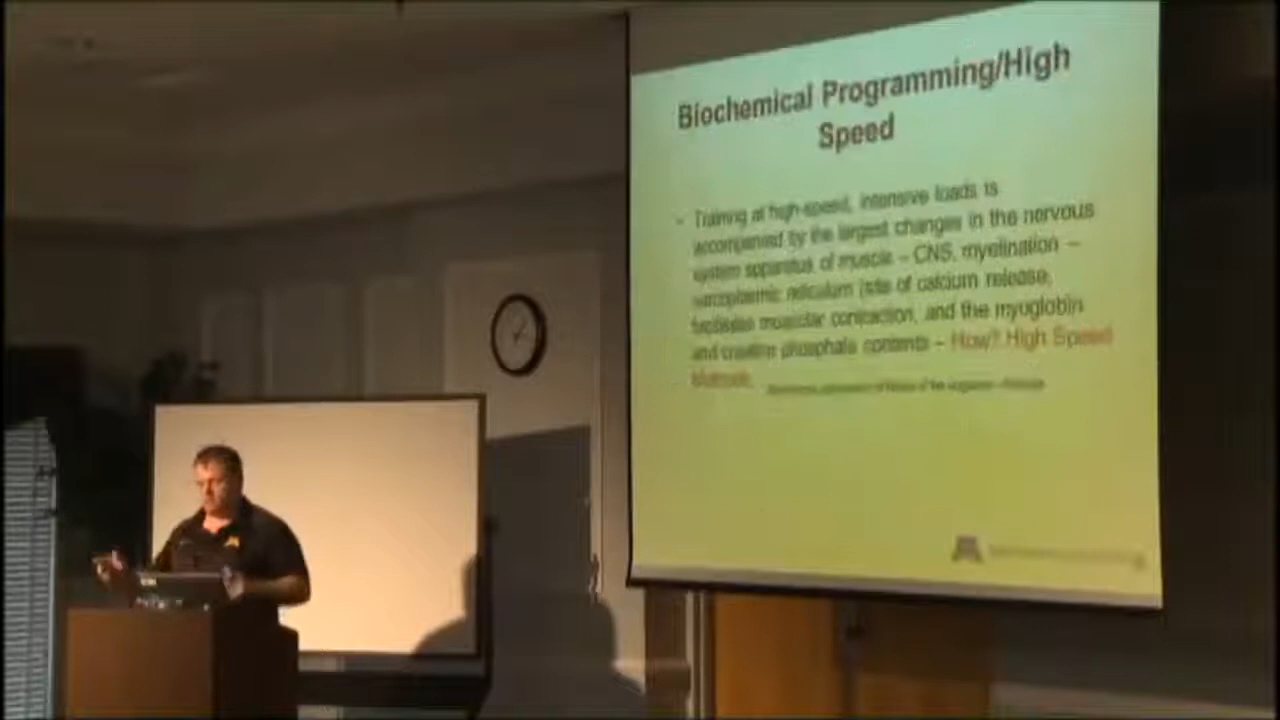 Biochemical Programming/High
Speed
Training at high-speed, intensive loads is
accompanied by the largest changes in the nervous
system apparatus of muscle – CNS, myelination –
sarcoplasmic reticulum (site of calcium release,
facilitates muscular contraction, and the myoglobin
and creatine phosphate contents – How? High Speed